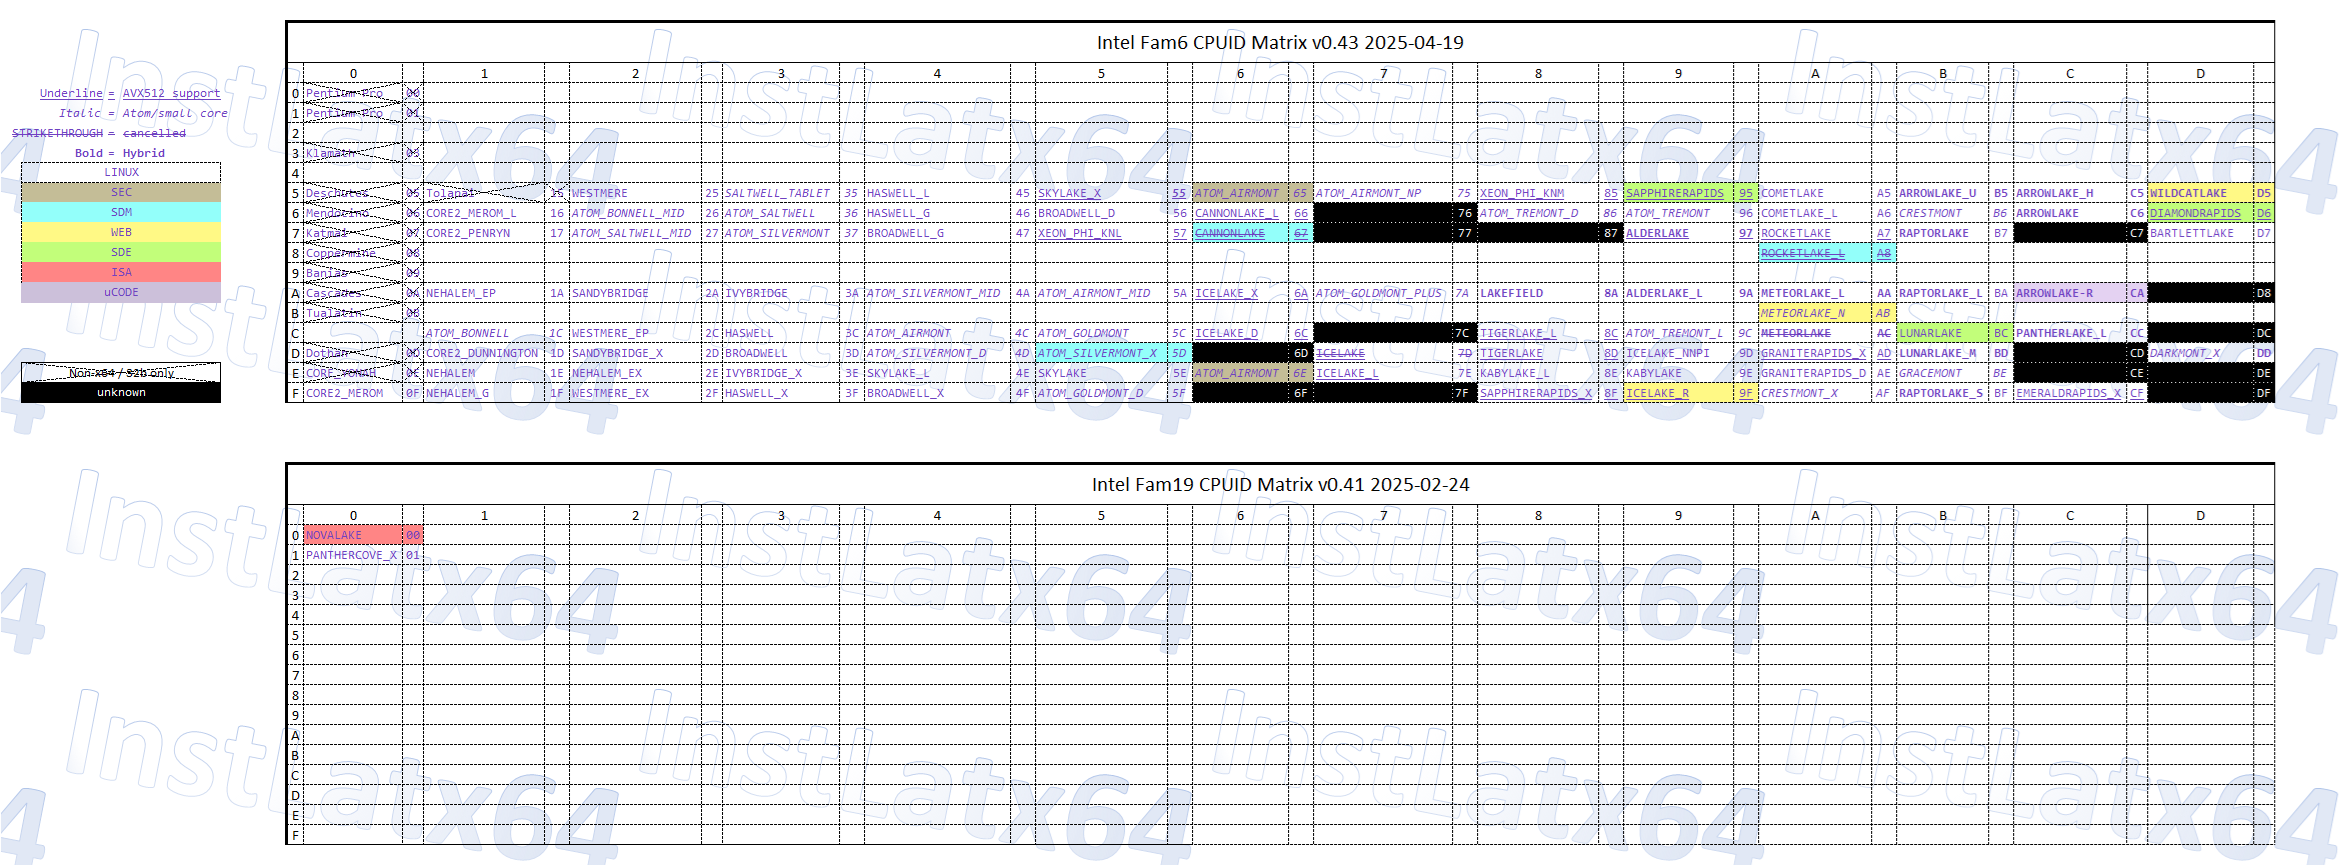 Intel Fam6 CPUID Matrix v0.43 2025-04-19
0 1 2 3 4 5 6 7 8 9 A B C D
Underline = AVX512 support
Italic = Atom/small core
STRIKETHROUGH = cancelled
Bold = Hybrid
LINUX
SEC
SDM
WEB
SDE
ISA
uCODE
Non-x64 / 32b only
unknown
0 Pentium Pro 00
1 Pentium Pro 01
2
3 Klamath 03
4
5 Deschutes 05 Tolapai 15 WESTMERE 25 SALTWELL_TABLET 35 HASWELL_L 45 SKYLAKE_X 55 ATOM_AIRMONT 65 ATOM_AIRMONT_NP 75 XEON_PHI_KNM 85 SAPPHIRERAPIDS 95 COMETLAKE A5 ARROWLAKE_U B5 ARROWLAKE_H C5 WILDCATLAKE D5
6 Mendocino 06 CORE2_MEROM_L 16 ATOM_BONNELL_MID 26 ATOM_SALTWELL 36 HASWELL_G 46 BROADWELL_D 56 CANNONLAKE_L 66 76 ATOM_TREMONT_D 86 ATOM_TREMONT 96 COMETLAKE_L A6 CRESTMONT B6 ARROWLAKE C6 DIAMONDRAPIDS D6
7 Katmai 07 CORE2_PENRYN 17 ATOM_SALTWELL_MID 27 ATOM_SILVERMONT 37 BROADWELL_G 47 XEON_PHI_KNL 57 CANNONLAKE 67 77 87 ALDERLAKE 97 ROCKETLAKE A7 RAPTORLAKE B7 C7 BARTLETTLAKE D7
8 Coppermine 08 ROCKETLAKE_L A8
9 Banias 09
A Cascades 0A NEHALEM_EP 1A SANDYBRIDGE 2A IVYBRIDGE 3A ATOM_SILVERMONT_MID 4A ATOM_AIRMONT_MID 5A ICELAKE_X 6A ATOM_GOLDMONT_PLUS 7A LAKEFIELD 8A ALDERLAKE_L 9A METEORLAKE_L AA RAPTORLAKE_L BA ARROWLAKE-R CA D8
B Tualatin 0B METEORLAKE_N AB
C ATOM_BONNELL 1C WESTMERE_EP 2C HASWELL 3C ATOM_AIRMONT 4C ATOM_GOLDMONT 5C ICELAKE_D 6C 7C TIGERLAKE_L 8C ATOM_TREMONT_L 9C METEORLAKE AC LUNARLAKE BC PANTHERLAKE_L CC DC
D Dothan 0D CORE2_DUNNINGTON 1D SANDYBRIDGE_X 2D BROADWELL 3D ATOM_SILVERMONT_D 4D ATOM_SILVERMONT_X 5D 6D ICELAKE 7D TIGERLAKE 8D ICELAKE_NNPI 9D GRANITERAPIDS_X AD LUNARLAKE_M BD CD DARKMONT_X DD
E CORE_YONAH 0E NEHALEM 1E NEHALEM_EX 2E IVYBRIDGE_X 3E SKYLAKE_L 4E SKYLAKE 5E ATOM_AIRMONT 6E ICELAKE_L 7E KABYLAKE_L 8E KABYLAKE 9E GRANITERAPIDS_D AE GRACEMONT BE CE DE
F CORE2_MEROM 0F NEHALEM_G 1F WESTMERE_EX 2F HASWELL_X 3F BROADWELL_X 4F ATOM_GOLDMONT_D 5F 6F 7F SAPPHIRERAPIDS_X 8F ICELAKE_R 9F CRESTMONT_X AF RAPTORLAKE_S BF EMERALDRAPIDS_X CF DF
Intel Fam19 CPUID Matrix v0.41 2025-02-24
0 1 2 3 4 5 6 7 8 9 A B C D
0 NOVALAKE 00
1 PANTHERCOVE_X 01
2
3
4
5
6
7
8
9
A
B
C
D
E
F
InstLatx64